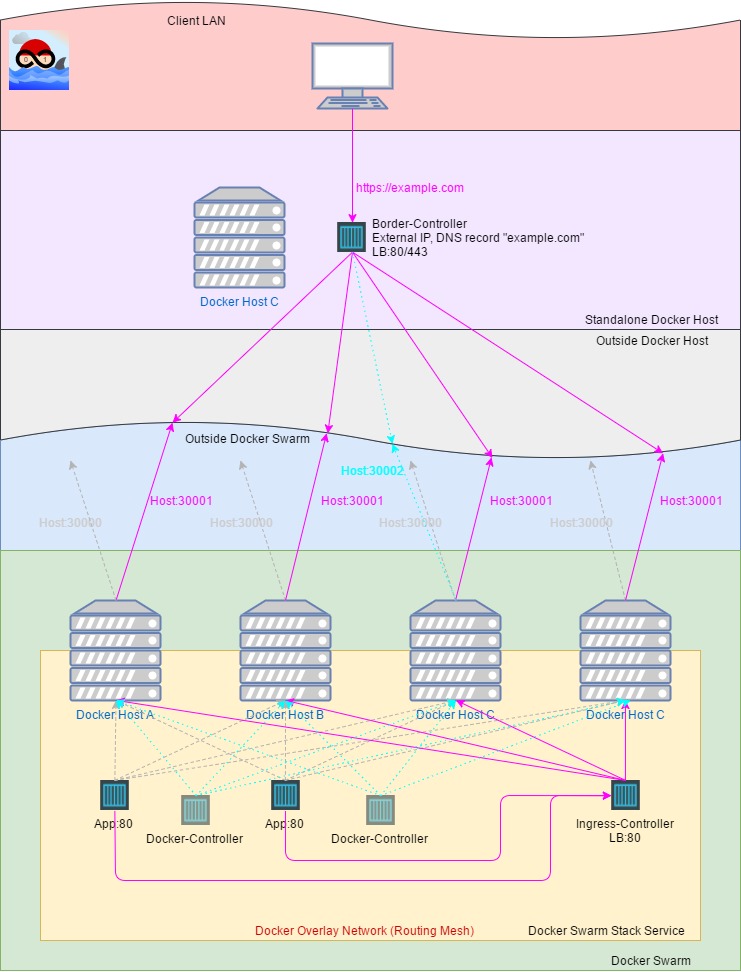 Client LAN
0 1
https://example.com
Border-Controller
External IP, DNS record "example.com"
LB:80/443
Docker Host C
Standalone Docker Host
Outside Docker Host
Outside Docker Swarm
Host:30002
Host:30001
Host:30001
Host:30001
Host:30001
Host:30000
Host:30000
Host:30000
Host:30000
Docker Host A
Docker Host B
Docker Host C
Docker Host C
App:80
Docker-Controller
App:80
Docker-Controller
Ingress-Controller
LB:80
Docker Overlay Network (Routing Mesh)
Docker Swarm Stack Service
Docker Swarm